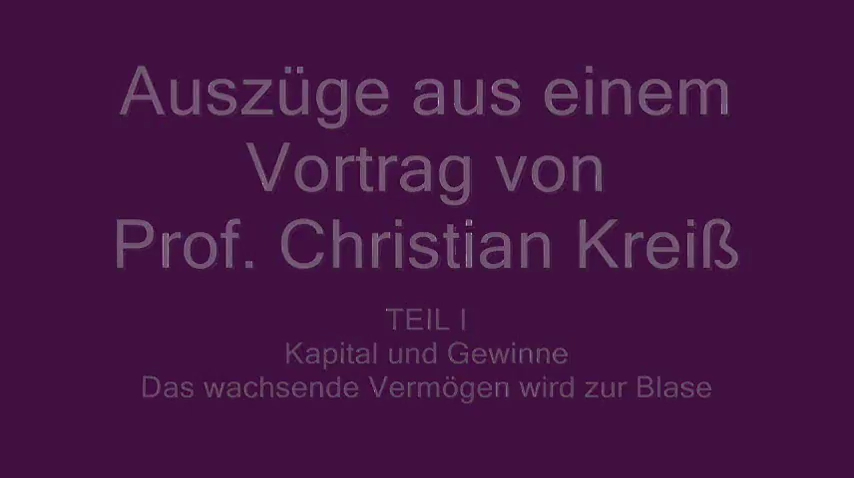 Auszüge aus einem
Vortrag von
Prof. Christian Kreiß
TEIL I
Kapital und Gewinne
Das wachsende Vermögen wird zur Blase